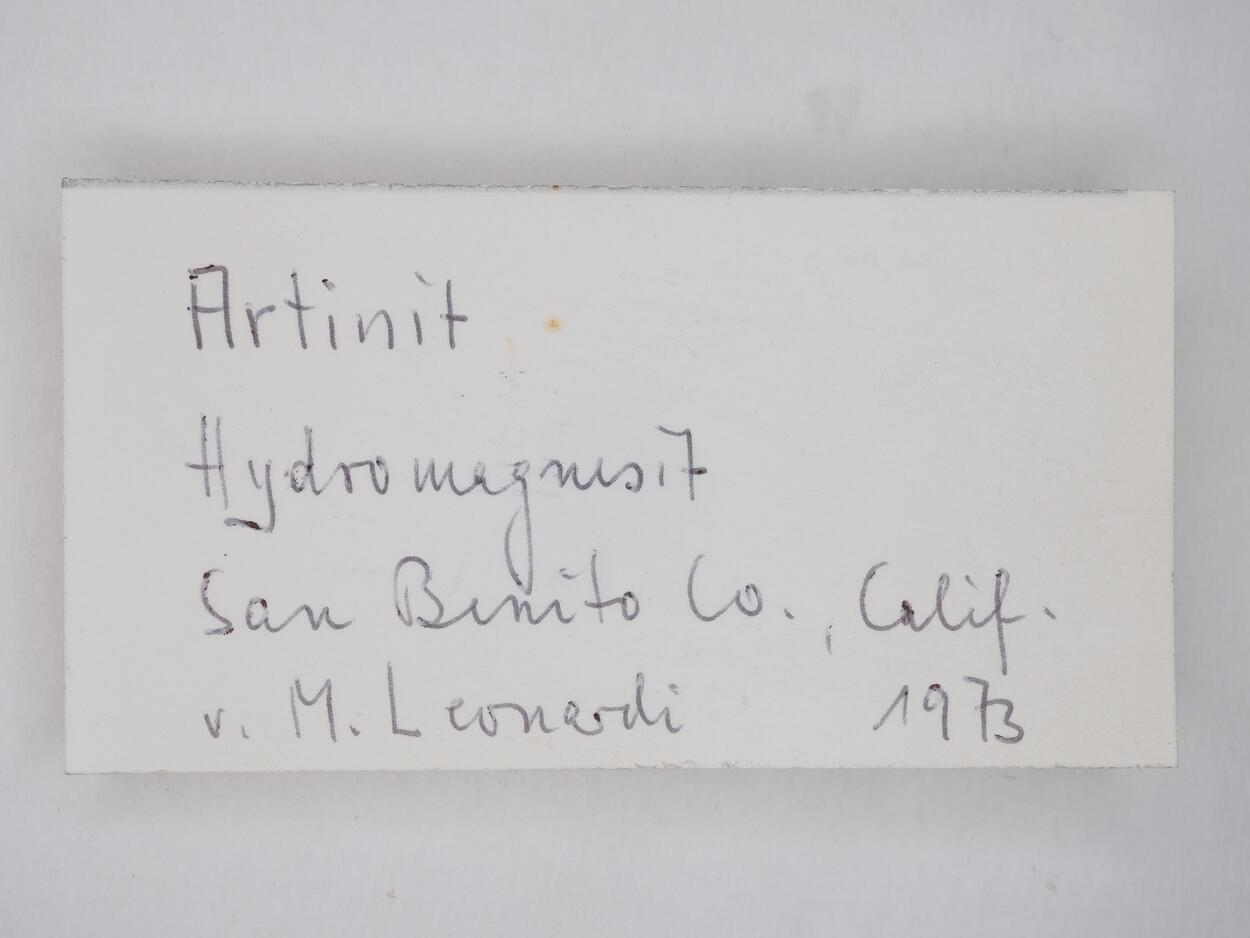 Artinit
Hydromagnesit
San Benito Co., Calif.
v. M. Leonardi 1973